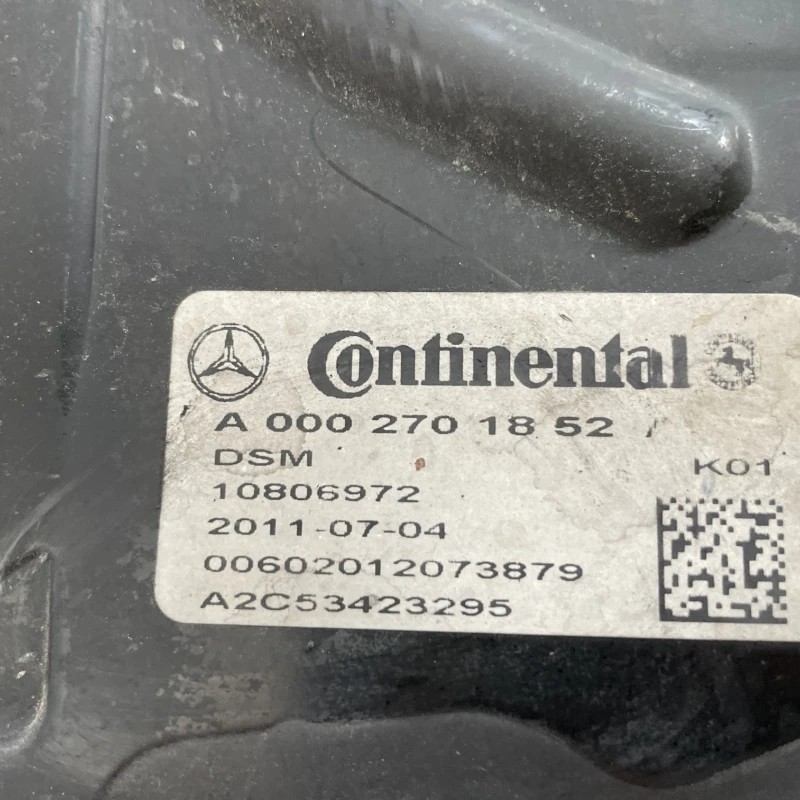 Continental
A 000 270 18 52 /
DSM
K01
10806972
2011-07-04
00602012073879
A2C53423295